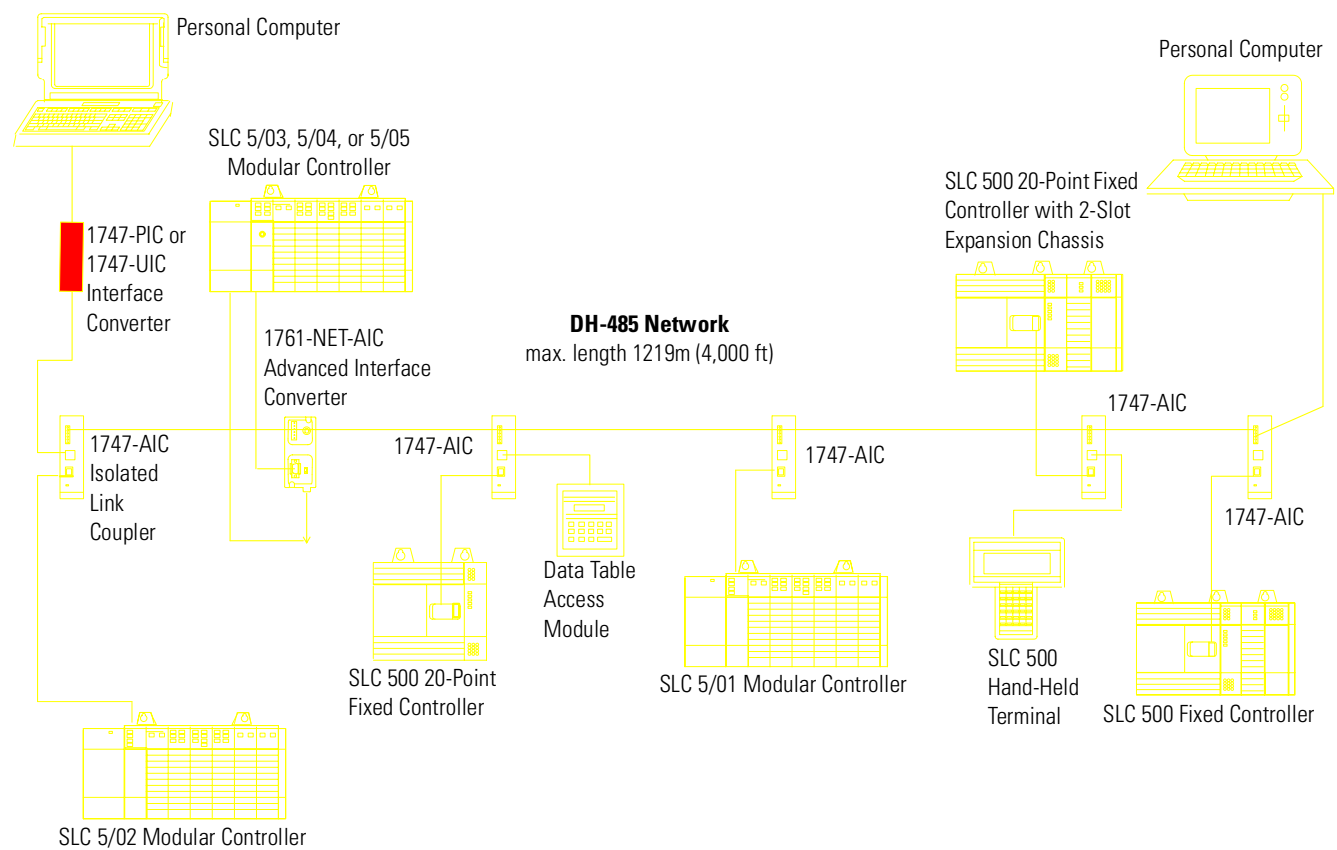 Personal Computer
Personal Computer
SLC 5/03, 5/04, or 5/05
Modular Controller
SLC 500 20-Point Fixed
Controller with 2-Slot
Expansion Chassis
1747-PIC or
1747-UIC
Interface
Converter
1761-NET-AIC
Advanced Interface
Converter
DH-485 Network
max. length 1219m (4,000 ft)
1747-AIC
Isolated
Link
Coupler
1747-AIC
1747-AIC
1747-AIC
1747-AIC
Data Table
Access
Module
SLC 500 20-Point
Fixed Controller
SLC 5/01 Modular Controller
SLC 500
Hand-Held
Terminal
SLC 500 Fixed Controller
SLC 5/02 Modular Controller